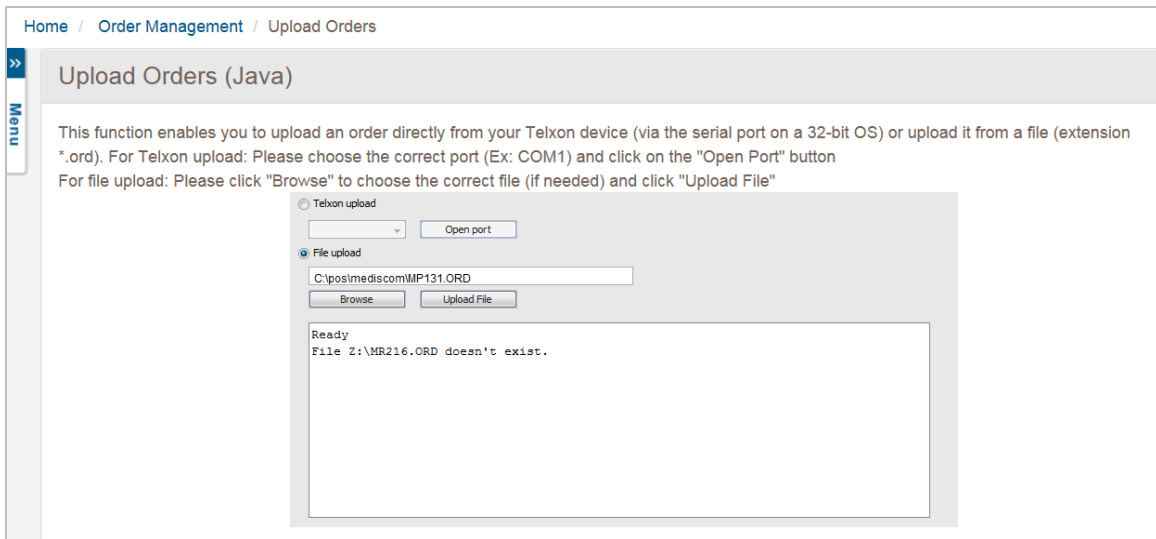 Home / Order Management / Upload Orders
»
Menu
Upload Orders (Java)
This function enables you to upload an order directly from your Telxon device (via the serial port on a 32-bit OS) or upload it from a file (extension
*.ord). For Telxon upload: Please choose the correct port (Ex: COM1) and click on the "Open Port" button
For file upload: Please click "Browse" to choose the correct file (if needed) and click "Upload File"
Telxon upload
Open port
File upload
C:\pos\mediscom\MP131.ORD
Browse Upload File
Ready
File Z:\MR216.ORD doesn't exist.